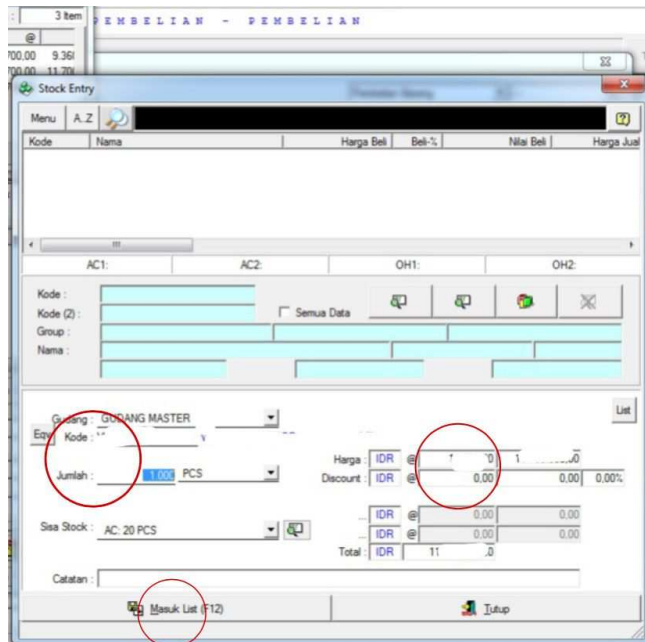 : 3 Item
PEMBELIAN - PEMBELIAN
@
700,00 9.36
700,00 11.70
Stock Entry
Menu A..Z
Kode Nama Harga Beli Beli-% Nilai Beli Harga Jual
AC1: AC2: OH1: OH2:
Kode :
Kode (2) : Semua Data
Group :
Nama :
Gudang : GUDANG MASTER List
Eqv Kode :
Harga : IDR @
Jumlah : 1.000 PCS Discount : IDR @ 0,00 0,00 0,00%
... IDR @ 0,00 0,00
Sisa Stock : AC: 20 PCS ... IDR @ 0,00 0,00
Total : IDR 11
Catatan :
Masuk List (F12) Tutup